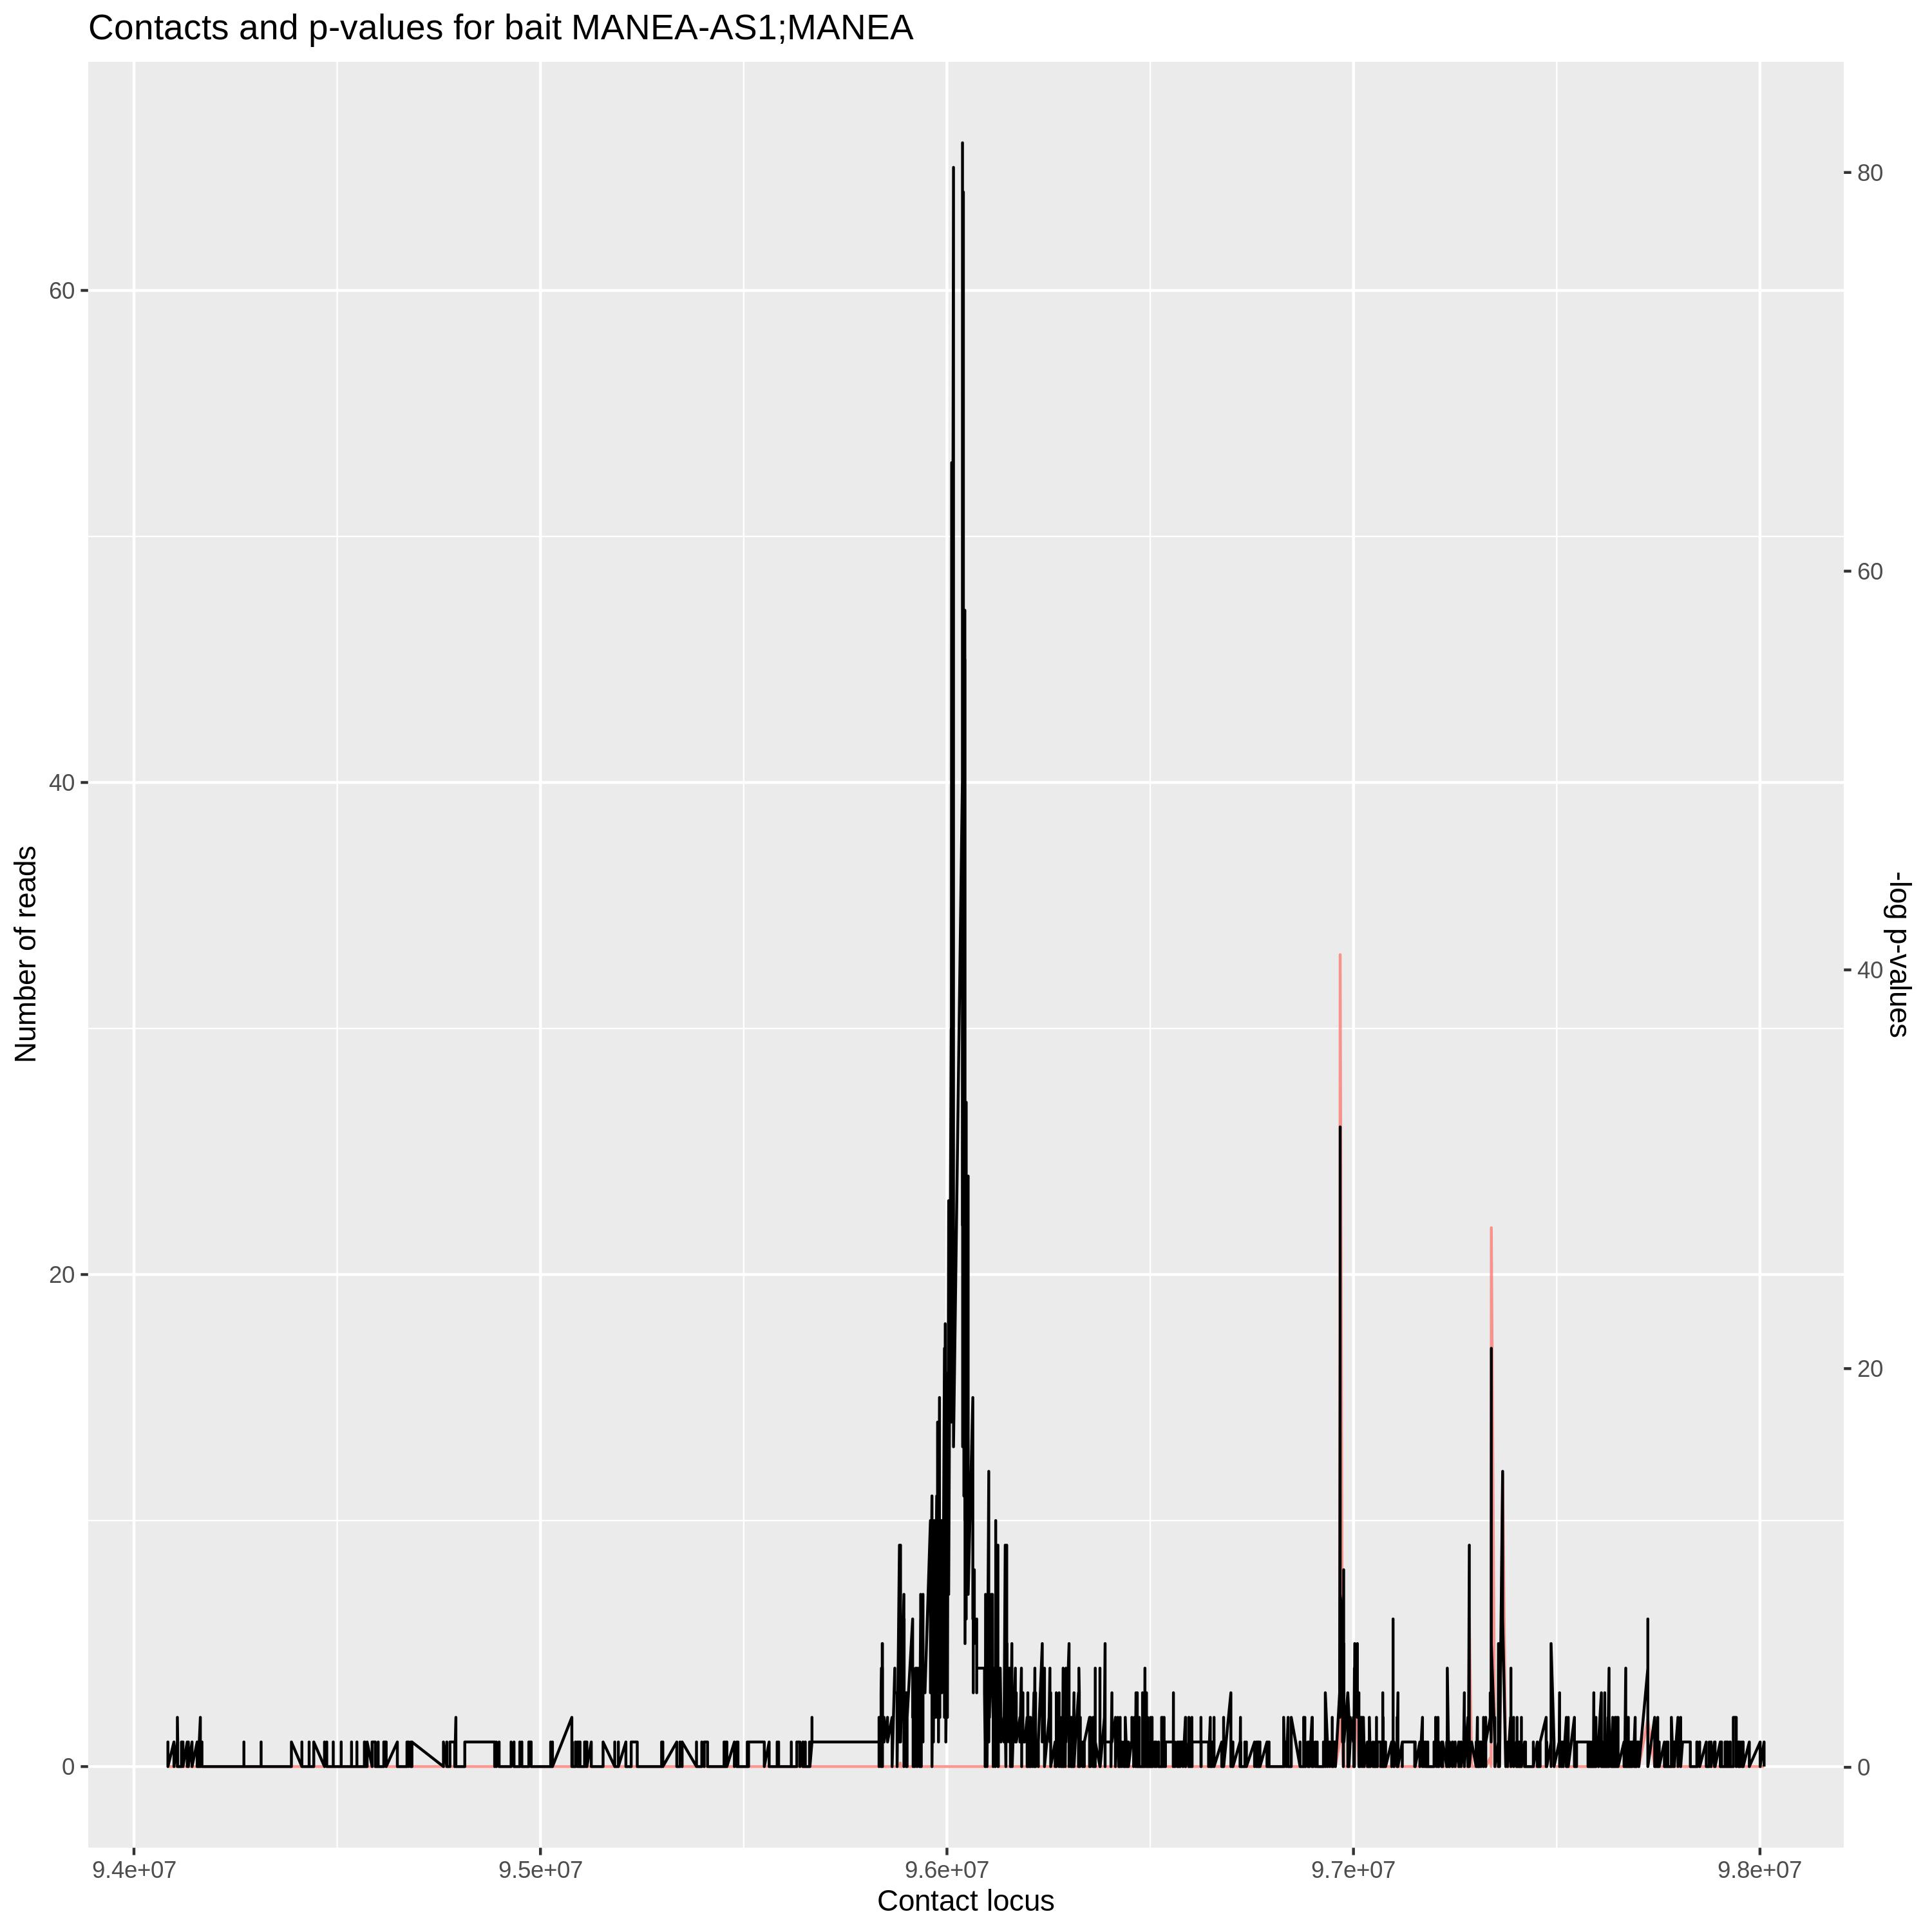 Contacts and p-values for bait MANEA-AS1;MANEA
80
60
60
40
Number of reads
-log p-values
40
20
20
0
0
9.4e+07 9.5e+07 9.6e+07 9.7e+07 9.8e+07
Contact locus